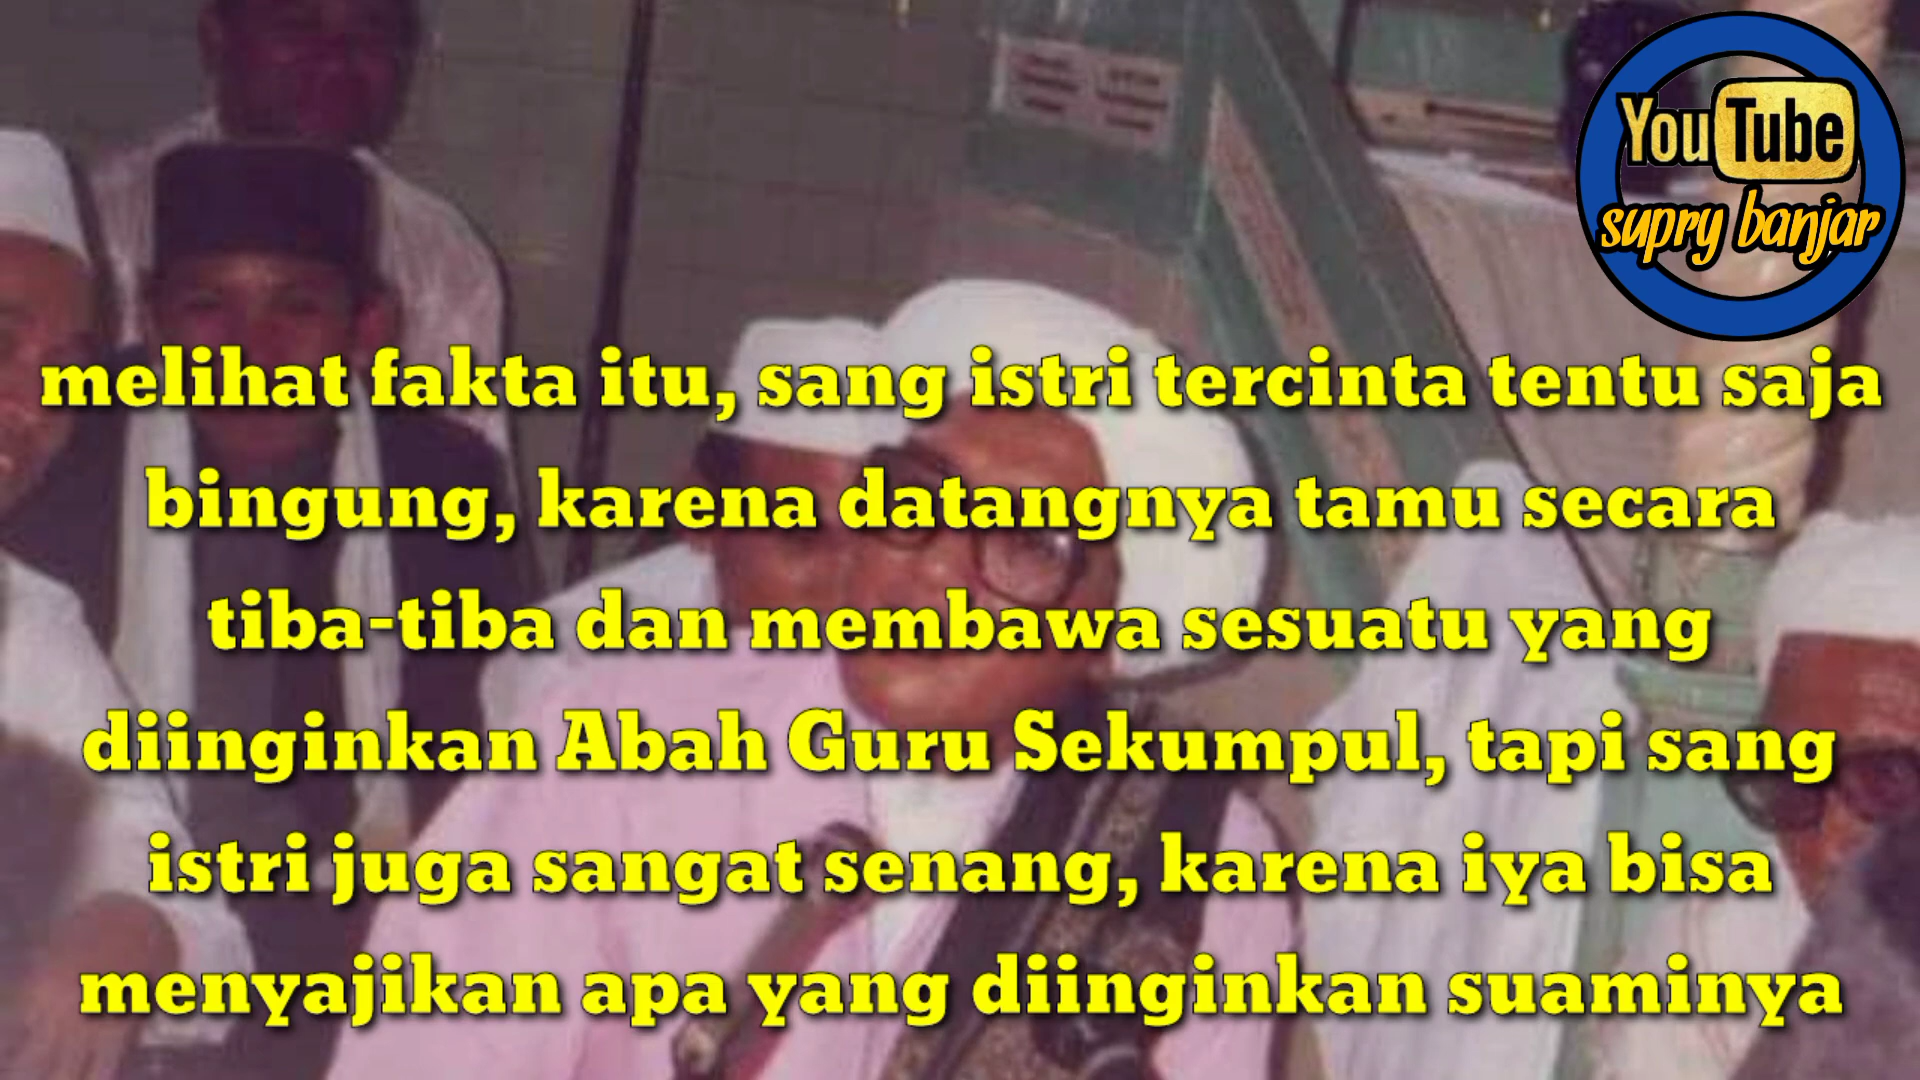 YouTube
supry banjar
melihat fakta itu, sang istri tercinta tentu saja
bingung, karena datangnya tamu secara
tiba-tiba dan membawa sesuatu yang
diinginkan Abah Guru Sekumpul, tapi sang
istri juga sangat senang, karena iya bisa
menyajikan apa yang diinginkan suaminya